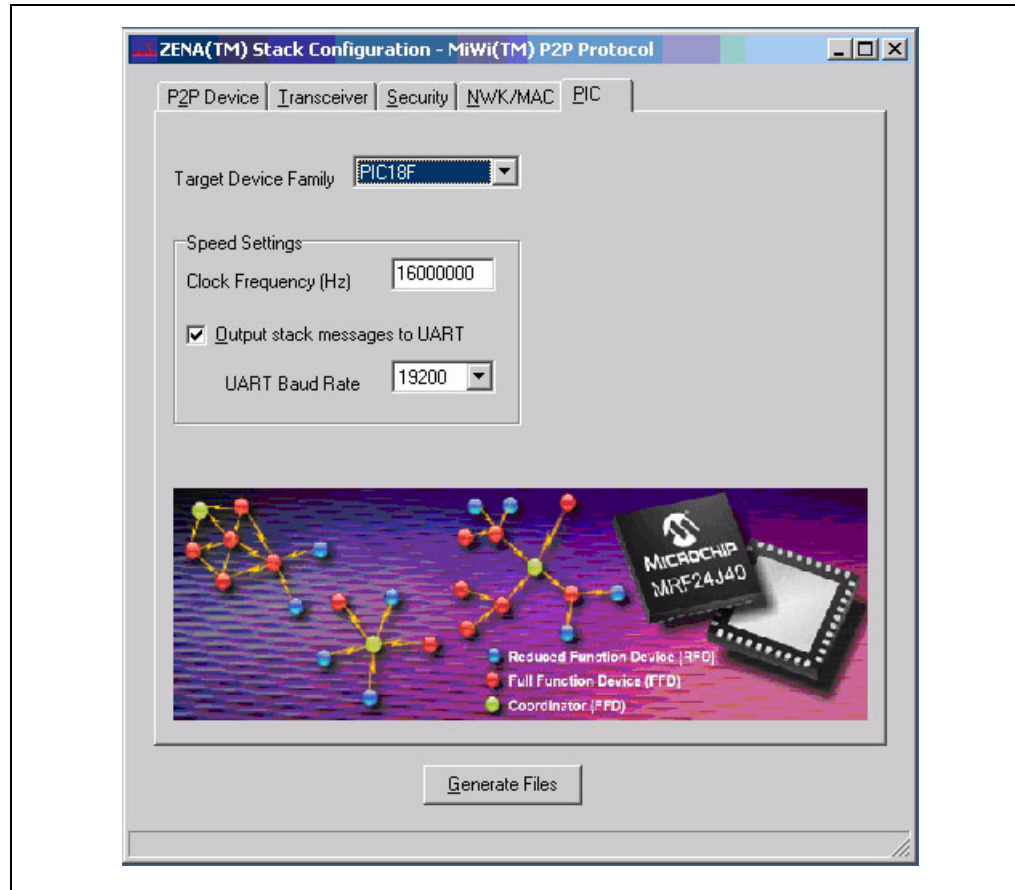 ZENA(TM) Stack Configuration - MiWi(TM) P2P Protocol
P2P Device Transceiver Security NWK/MAC PIC
Target Device Family PIC18F
Speed Settings
Clock Frequency (Hz) 16000000
Output stack messages to UART
UART Baud Rate 19200
MICROCHIP
MRF24J40
Reduced Function Device (RFD)
Full Function Device (FFD)
Coordinator (FFD)
Generate Files